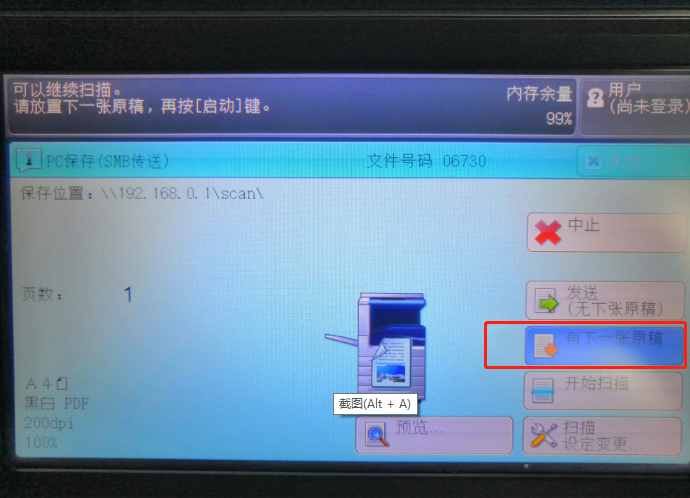 可以继续扫描。
请放置下一张原稿，再按[启动]键。
内存余量
99%
用户
(尚未登录)
PC保存(SMB传送)
文件号码 06730
关闭
保存位置：\\192.168.0.1\scan\
中止
页数： 1
发送
(无下张原稿)
有下一张原稿
开始扫描
截图(Alt + A)
A4
黑白 PDF
200dpi
100%
预览...
扫描
设定变更...